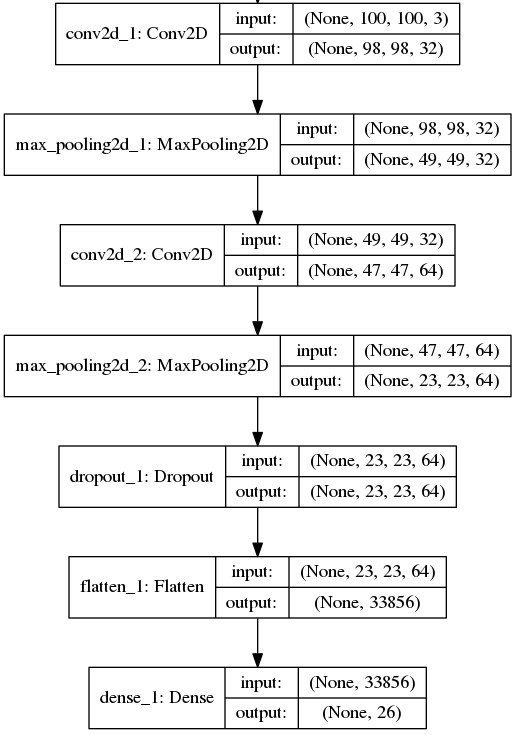 conv2d_1: Conv2D
input: (None, 100, 100, 3)
output: (None, 98, 98, 32)
max_pooling2d_1: MaxPooling2D
input: (None, 98, 98, 32)
output: (None, 49, 49, 32)
conv2d_2: Conv2D
input: (None, 49, 49, 32)
output: (None, 47, 47, 64)
max_pooling2d_2: MaxPooling2D
input: (None, 47, 47, 64)
output: (None, 23, 23, 64)
dropout_1: Dropout
input: (None, 23, 23, 64)
output: (None, 23, 23, 64)
flatten_1: Flatten
input: (None, 23, 23, 64)
output: (None, 33856)
dense_1: Dense
input: (None, 33856)
output: (None, 26)